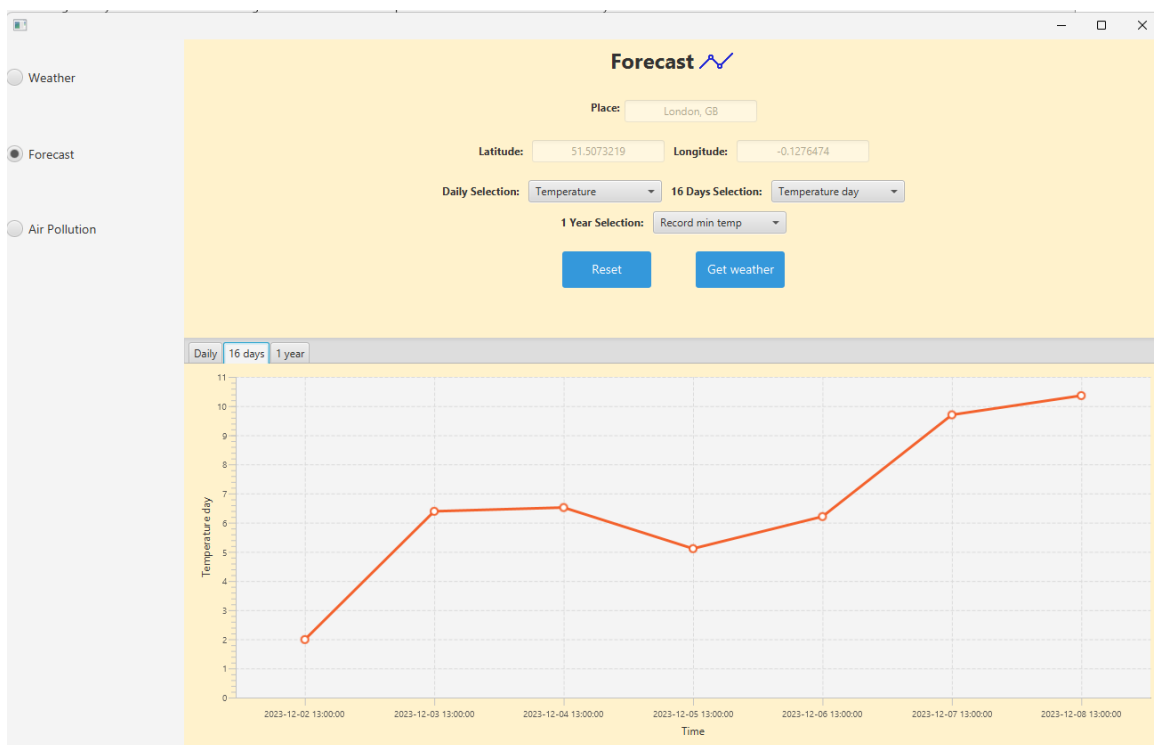 Weather
Forecast
Air Pollution
Forecast
Place: London, GB
Latitude: 51.5073219 Longitude: -0.1276474
Daily Selection: Temperature 16 Days Selection: Temperature day
1 Year Selection: Record min temp
Reset Get weather
Daily 16 days 1 year
Temperature day
11
10
9
8
7
6
5
4
3
2
1
0
2023-12-02 13:00:00 2023-12-03 13:00:00 2023-12-04 13:00:00 2023-12-05 13:00:00 2023-12-06 13:00:00 2023-12-07 13:00:00 2023-12-08 13:00:00
Time